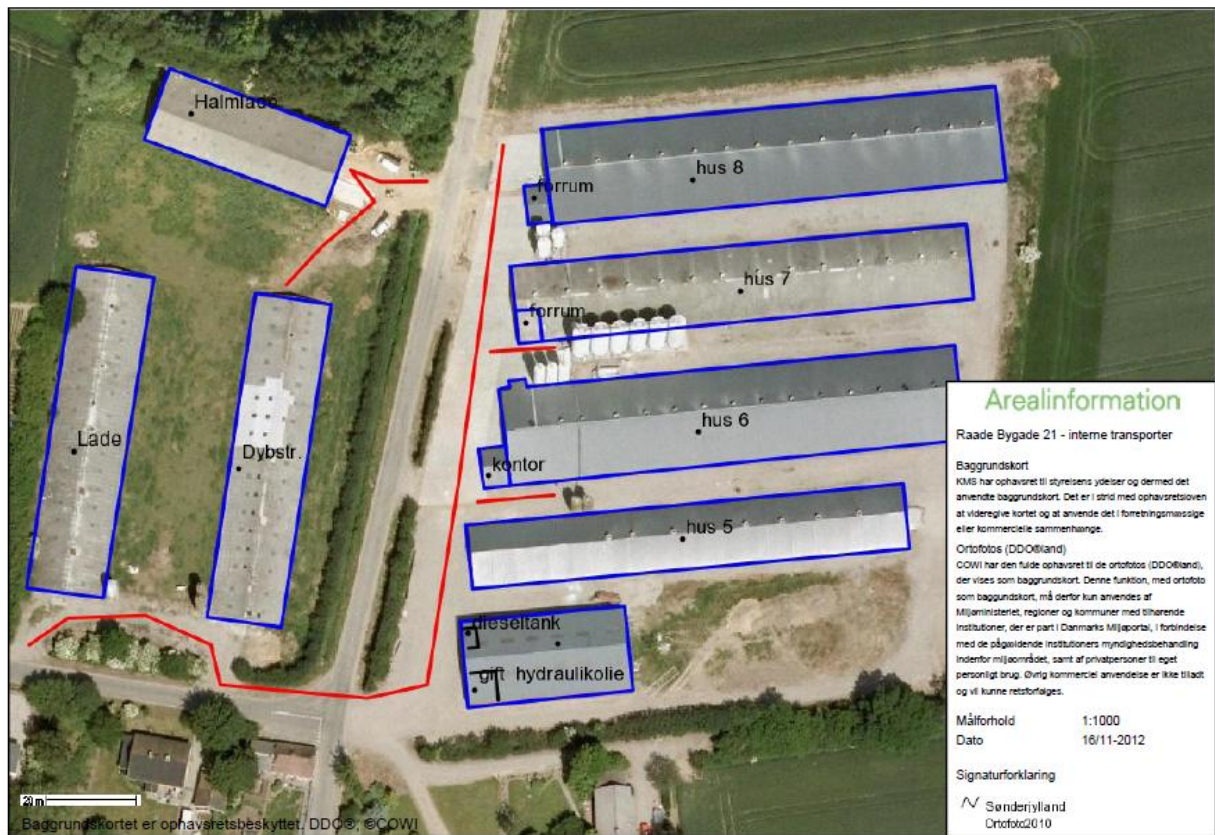 Halmlade
hus 8
forrum
hus 7
forrum
hus 6
Lade
Dybstr.
kontor
hus 5
dieseltank
gift hydraulikolie
20 m
Baggrundskortet er ophavsretsbeskyttet. DDO®, ©COWI
Arealinformation
Raade Bygade 21 - interne transporter
Baggrundskort
KMS har ophavsret til styrelsens ydelser og dermed det
anvendte baggrundskort. Det er i strid med ophavsretsloven
at videregive kortet og at anvende det i forretningsmæssige
eller kommercielle sammenhænge.
Ortofotos (DDO®land)
COWI har den fulde ophavsret til de ortofotos (DDO®land),
der vises som baggrundskort. Denne funktion, med ortofoto
som baggundskort, må derfor kun anvendes af
Miljøministeriet, regioner og kommuner med tilhørende
institutioner, der er part i Danmarks Miljøportal, i forbindelse
med de pågældende institutioners myndighedsbehandling
indenfor miljøområdet, samt af privatpersoner til eget
personligt brug. Øvrig kommerciel anvendelse er ikke tilladt
og vil kunne retsforfølges.
Målforhold 1:1000
Dato 16/11-2012
Signaturforklaring
Sønderjylland
Ortofoto2010